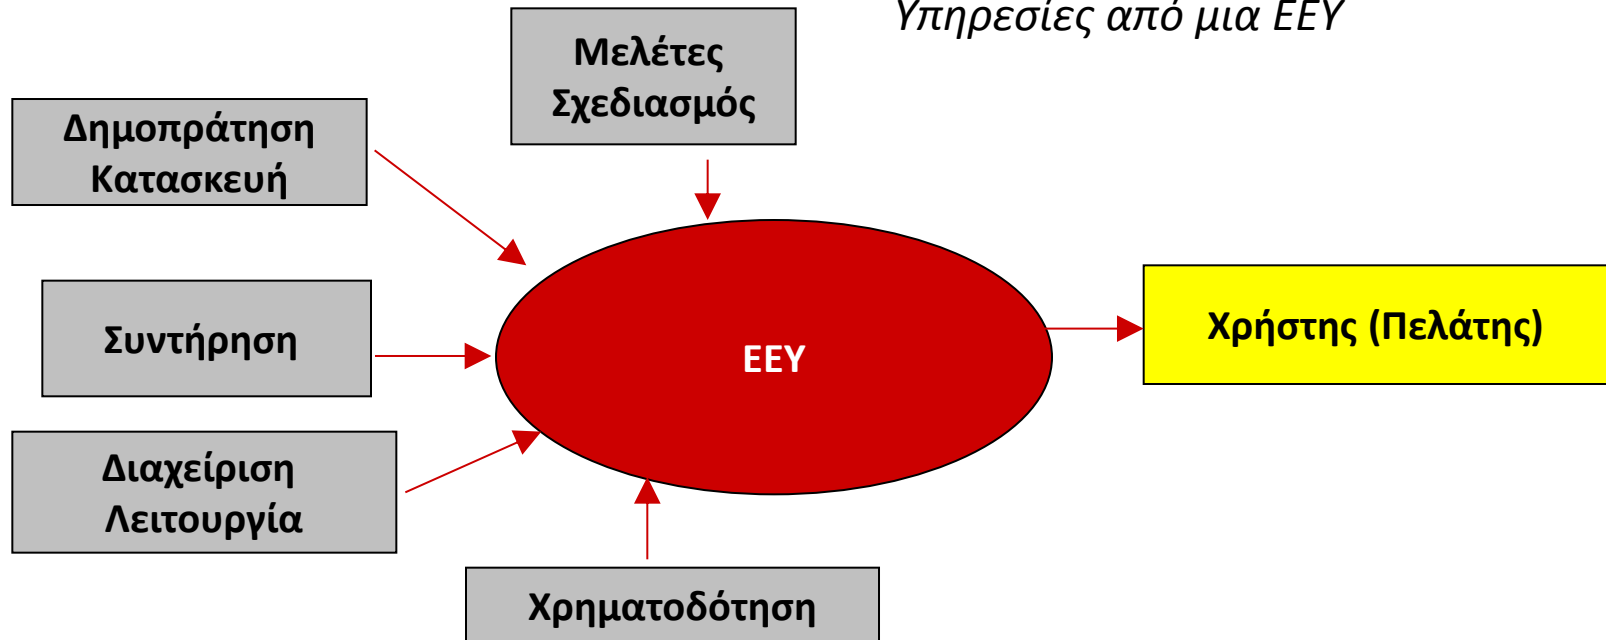 Υπηρεσίες από μια ΕΕΥ
Μελέτες
Σχεδιασμός
Δημοπράτηση
Κατασκευή
Συντήρηση
ΕΕΥ
Χρήστης (Πελάτης)
Διαχείριση
Λειτουργία
Χρηματοδότηση